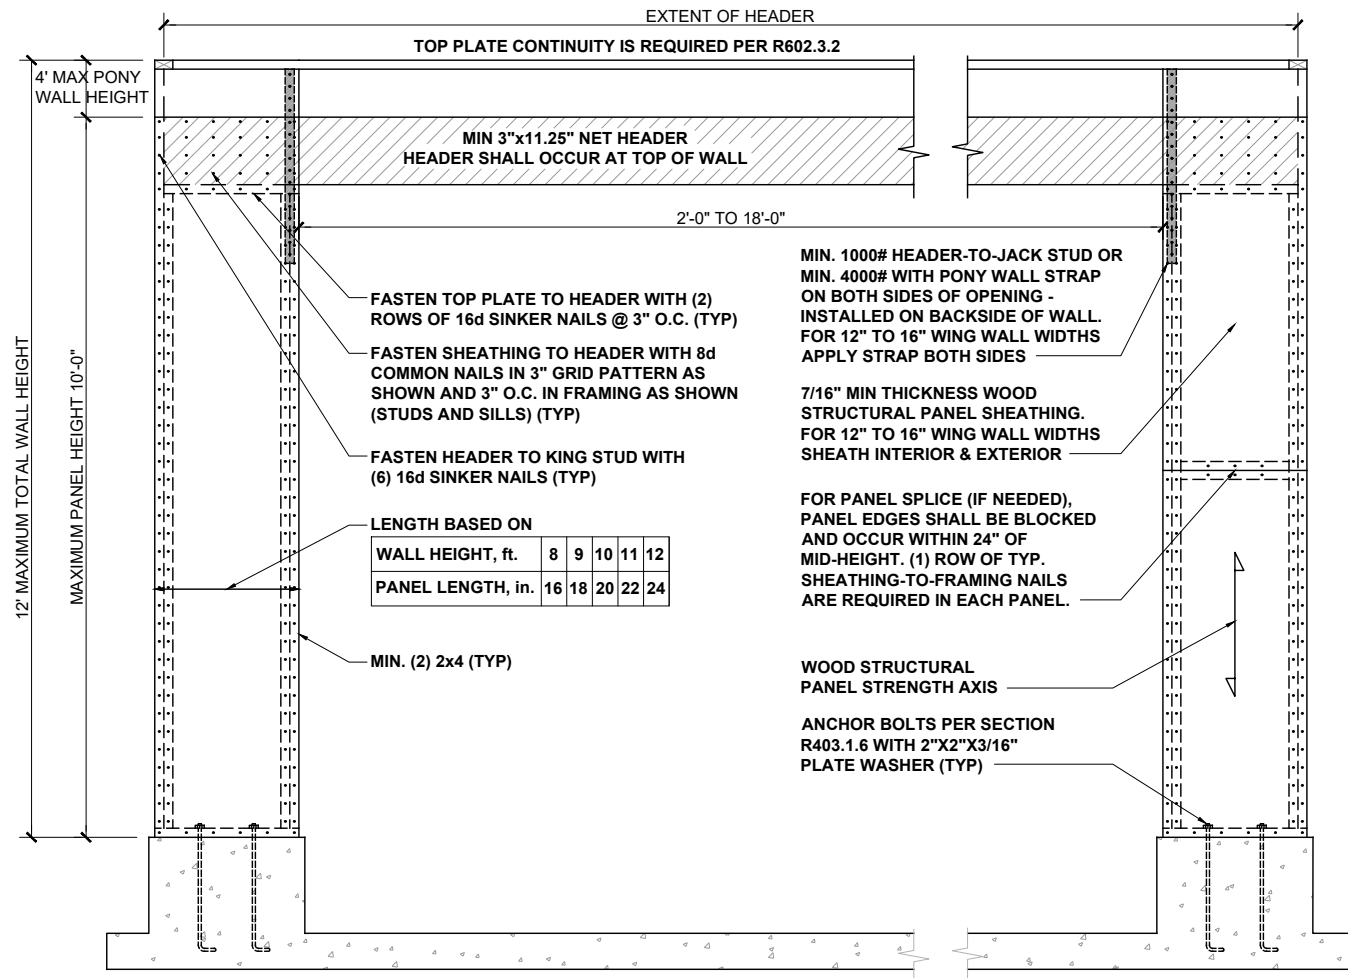 EXTENT OF HEADER
TOP PLATE CONTINUITY IS REQUIRED PER R602.3.2
4' MAX PONY
WALL HEIGHT
MIN 3"x11.25" NET HEADER
HEADER SHALL OCCUR AT TOP OF WALL
2'-0" TO 18'-0"
12' MAXIMUM TOTAL WALL HEIGHT
MAXIMUM PANEL HEIGHT 10'-0"
FASTEN TOP PLATE TO HEADER WITH (2)
ROWS OF 16d SINKER NAILS @ 3" O.C. (TYP)
FASTEN SHEATHING TO HEADER WITH 8d
COMMON NAILS IN 3" GRID PATTERN AS
SHOWN AND 3" O.C. IN FRAMING AS SHOWN
(STUDS AND SILLS) (TYP)
FASTEN HEADER TO KING STUD WITH
(6) 16d SINKER NAILS (TYP)
LENGTH BASED ON
WALL HEIGHT, ft. 8 9 10 11 12
PANEL LENGTH, in. 16 18 20 22 24
MIN. (2) 2x4 (TYP)
MIN. 1000# HEADER-TO-JACK STUD OR
MIN. 4000# WITH PONY WALL STRAP
ON BOTH SIDES OF OPENING -
INSTALLED ON BACKSIDE OF WALL.
FOR 12" TO 16" WING WALL WIDTHS
APPLY STRAP BOTH SIDES
7/16" MIN THICKNESS WOOD
STRUCTURAL PANEL SHEATHING.
FOR 12" TO 16" WING WALL WIDTHS
SHEATH INTERIOR & EXTERIOR
FOR PANEL SPLICE (IF NEEDED),
PANEL EDGES SHALL BE BLOCKED
AND OCCUR WITHIN 24" OF
MID-HEIGHT. (1) ROW OF TYP.
SHEATHING-TO-FRAMING NAILS
ARE REQUIRED IN EACH PANEL.
WOOD STRUCTURAL
PANEL STRENGTH AXIS
ANCHOR BOLTS PER SECTION
R403.1.6 WITH 2"X2"X3/16"
PLATE WASHER (TYP)